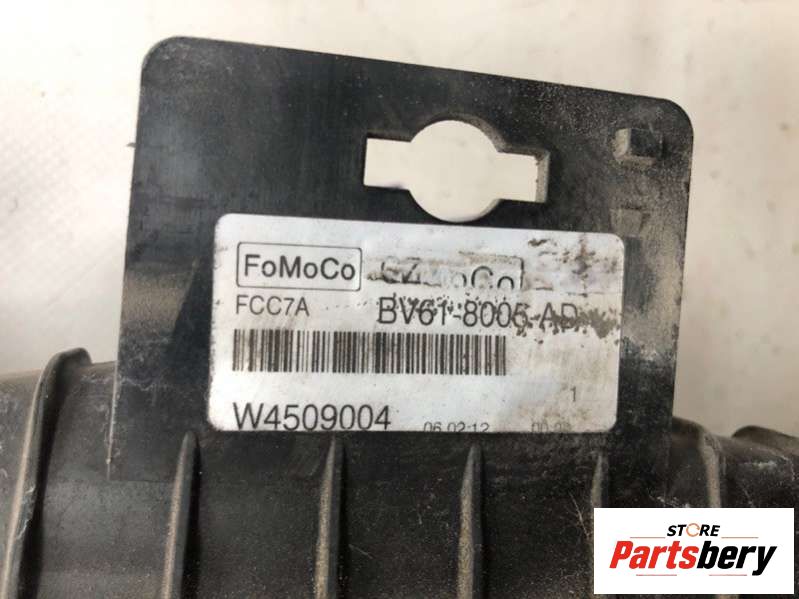 FoMoCo
FCC7A BV61-8005-AD
1
W4509004 06.02.12
STORE
Partsbery